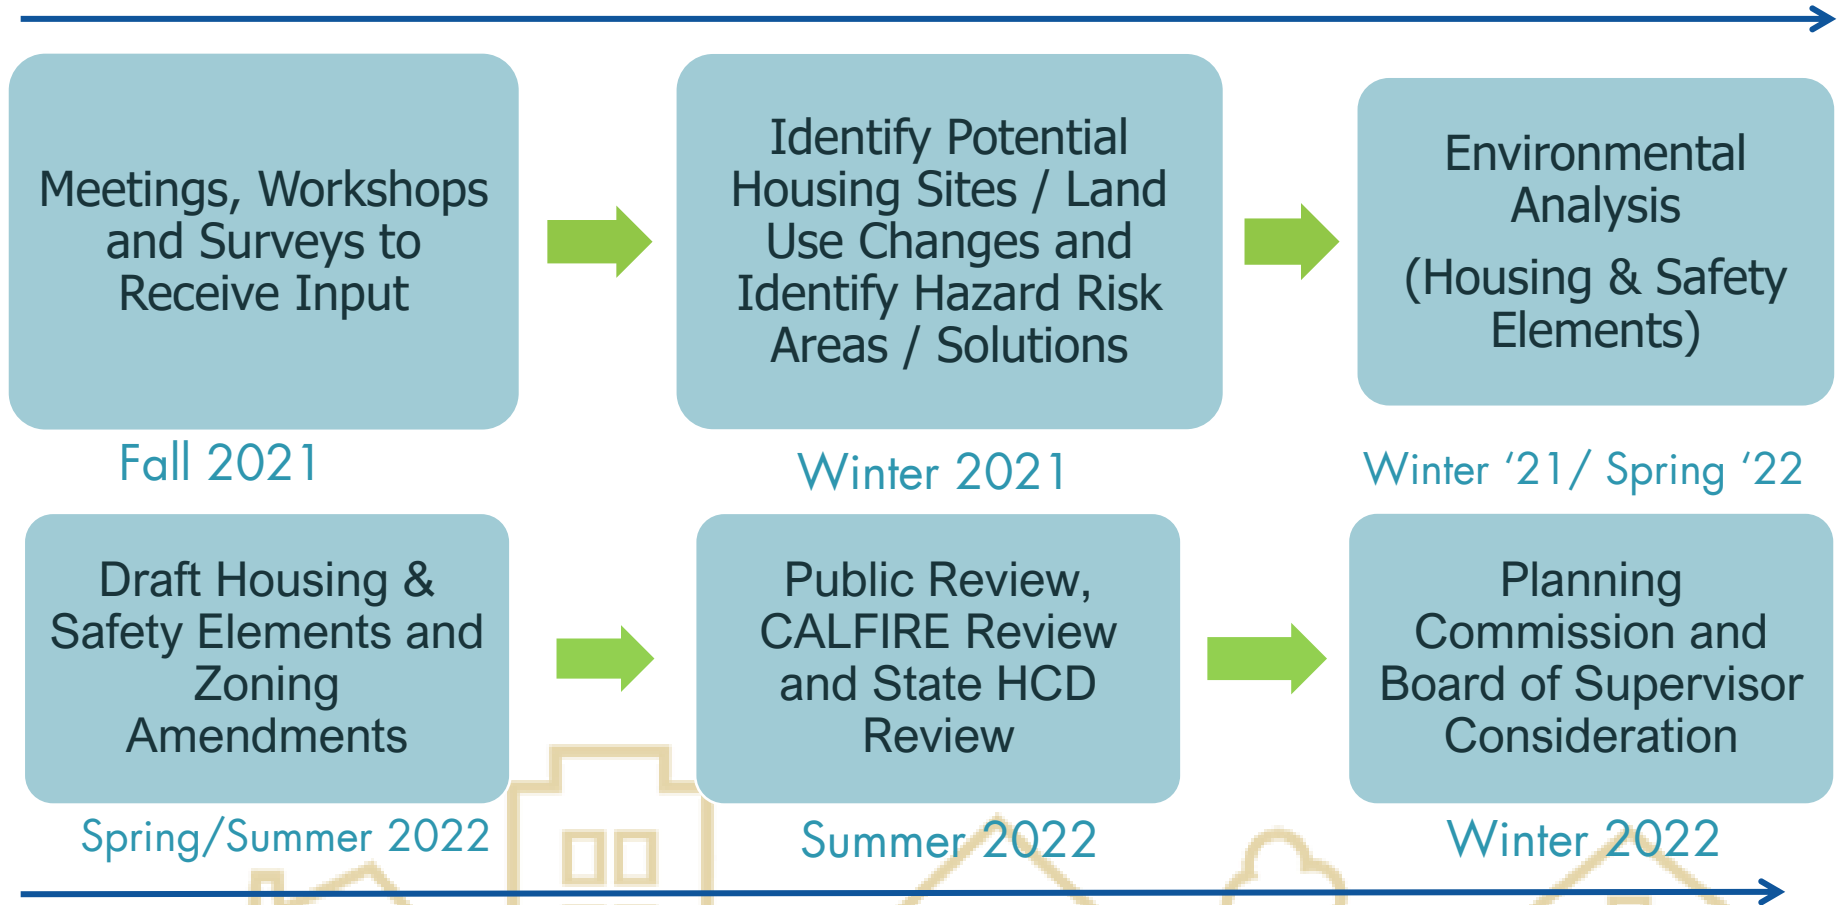 Meetings, Workshops
and Surveys to
Receive Input
Fall 2021
Identify Potential
Housing Sites / Land
Use Changes and
Identify Hazard Risk
Areas / Solutions
Winter 2021
Environmental
Analysis
(Housing & Safety
Elements)
Winter ‘21/ Spring ‘22
Draft Housing &
Safety Elements and
Zoning
Amendments
Spring/Summer 2022
Public Review,
CALFIRE Review
and State HCD
Review
Summer 2022
Planning
Commission and
Board of Supervisor
Consideration
Winter 2022